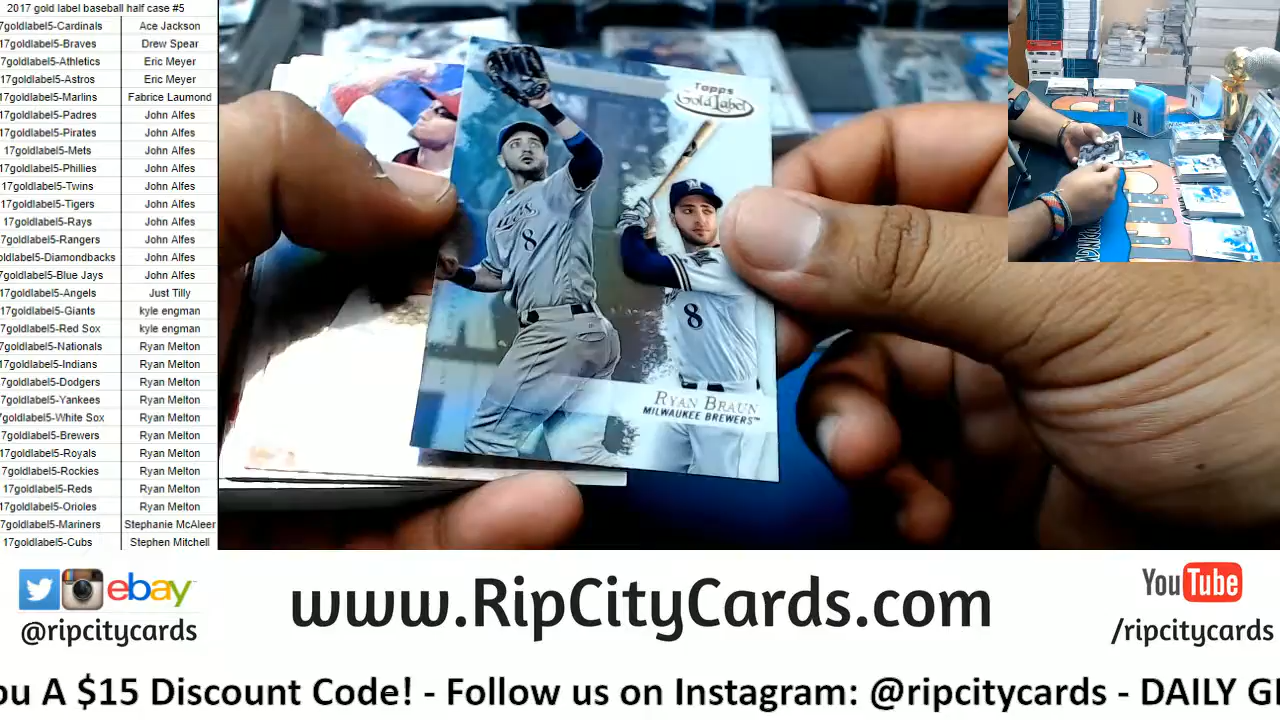 2017 gold label baseball half case #5
7goldlabel5-Cardinals Ace Jackson
17goldlabel5-Braves Drew Spear
7goldlabel5-Athletics Eric Meyer
17goldlabel5-Astros Eric Meyer
17goldlabel5-Marlins Fabrice Laumond
17goldlabel5-Padres John Alfes
17goldlabel5-Pirates John Alfes
17goldlabel5-Mets John Alfes
17goldlabel5-Phillies John Alfes
17goldlabel5-Twins John Alfes
17goldlabel5-Tigers John Alfes
17goldlabel5-Rays John Alfes
7goldlabel5-Rangers John Alfes
oldlabel5-Diamondbacks John Alfes
goldlabel5-Blue Jays John Alfes
17goldlabel5-Angels Just Tilly
17goldlabel5-Giants kyle engman
7goldlabel5-Red Sox kyle engman
7goldlabel5-Nationals Ryan Melton
17goldlabel5-Indians Ryan Melton
7goldlabel5-Dodgers Ryan Melton
7goldlabel5-Yankees Ryan Melton
7goldlabel5-White Sox Ryan Melton
7goldlabel5-Brewers Ryan Melton
17goldlabel5-Royals Ryan Melton
7goldlabel5-Rockies Ryan Melton
17goldlabel5-Reds Ryan Melton
17goldlabel5-Orioles Ryan Melton
7goldlabel5-Mariners Stephanie McAleer
17goldlabel5-Cubs Stephen Mitchell
Topps
Gold Label
8
8
RYAN BRAUN
MILWAUKEE BREWERS™
ebay
@ripcitycards
www.RipCityCards.com
YouTube
/ripcitycards
ou A $15 Discount Code! - Follow us on Instagram: @ripcitycards - DAILY GI